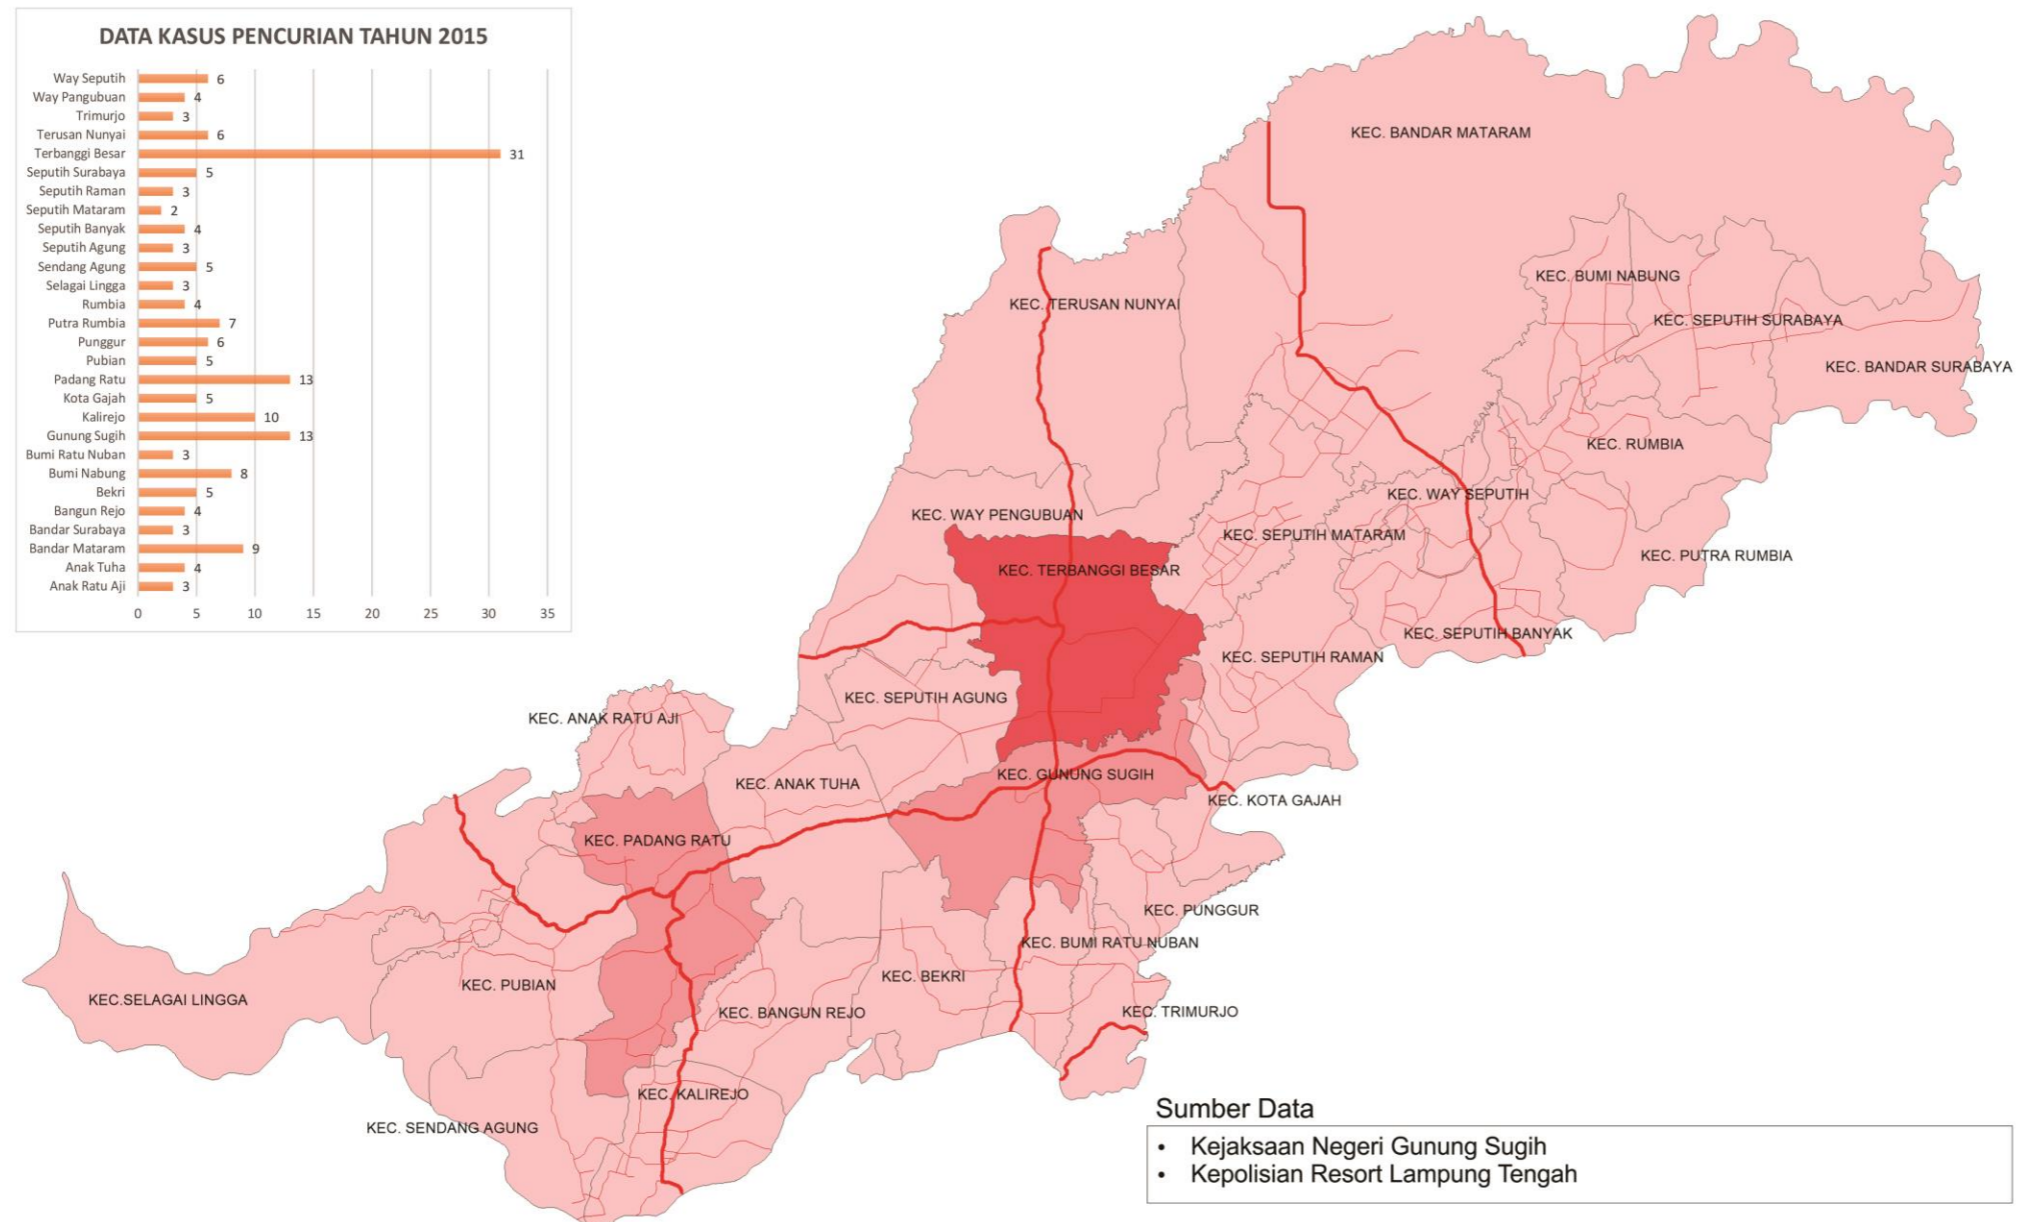 DATA KASUS PENCURIAN TAHUN 2015
Way Seputih 6
Way Pangubuan 4
Trimurjo 3
Terusan Nunyai 6
Terbanggi Besar 31
Seputih Surabaya 5
Seputih Raman 3
Seputih Mataram 2
Seputih Banyak 4
Seputih Agung 3
Sendang Agung 5
Selagai Lingga 3
Rumbia 4
Putra Rumbia 7
Punggur 6
Pubian 5
Padang Ratu 13
Kota Gajah 5
Kalirejo 10
Gunung Sugih 13
Bumi Ratu Nuban 3
Bumi Nabung 8
Bekri 5
Bangun Rejo 4
Bandar Surabaya 3
Bandar Mataram 9
Anak Tuha 4
Anak Ratu Aji 3
0 5 10 15 20 25 30 35
KEC. BANDAR MATARAM
KEC. BUMI NABUNG
KEC. TERUSAN NUNYAI
KEC. SEPUTIH SURABAYA
KEC. BANDAR SURABAYA
KEC. RUMBIA
KEC. WAY SEPUTIH
KEC. WAY PENGUBUAN
KEC. SEPUTIH MATARAM
KEC. PUTRA RUMBIA
KEC. TERBANGGI BESAR
KEC. SEPUTIH BANYAK
KEC. SEPUTIH RAMAN
KEC. SEPUTIH AGUNG
KEC. ANAK RATU AJI
KEC. GUNUNG SUGIH
KEC. ANAK TUHA
KEC. KOTA GAJAH
KEC. PADANG RATU
KEC. PUNGGUR
KEC. BUMI RATU NUBAN
KEC. BEKRI
KEC. PUBIAN
KEC.SELAGAI LINGGA
KEC. BANGUN REJO
KEC. TRIMURJO
KEC. KALIREJO
KEC. SENDANG AGUNG
Sumber Data
• Kejaksaan Negeri Gunung Sugih
• Kepolisian Resort Lampung Tengah